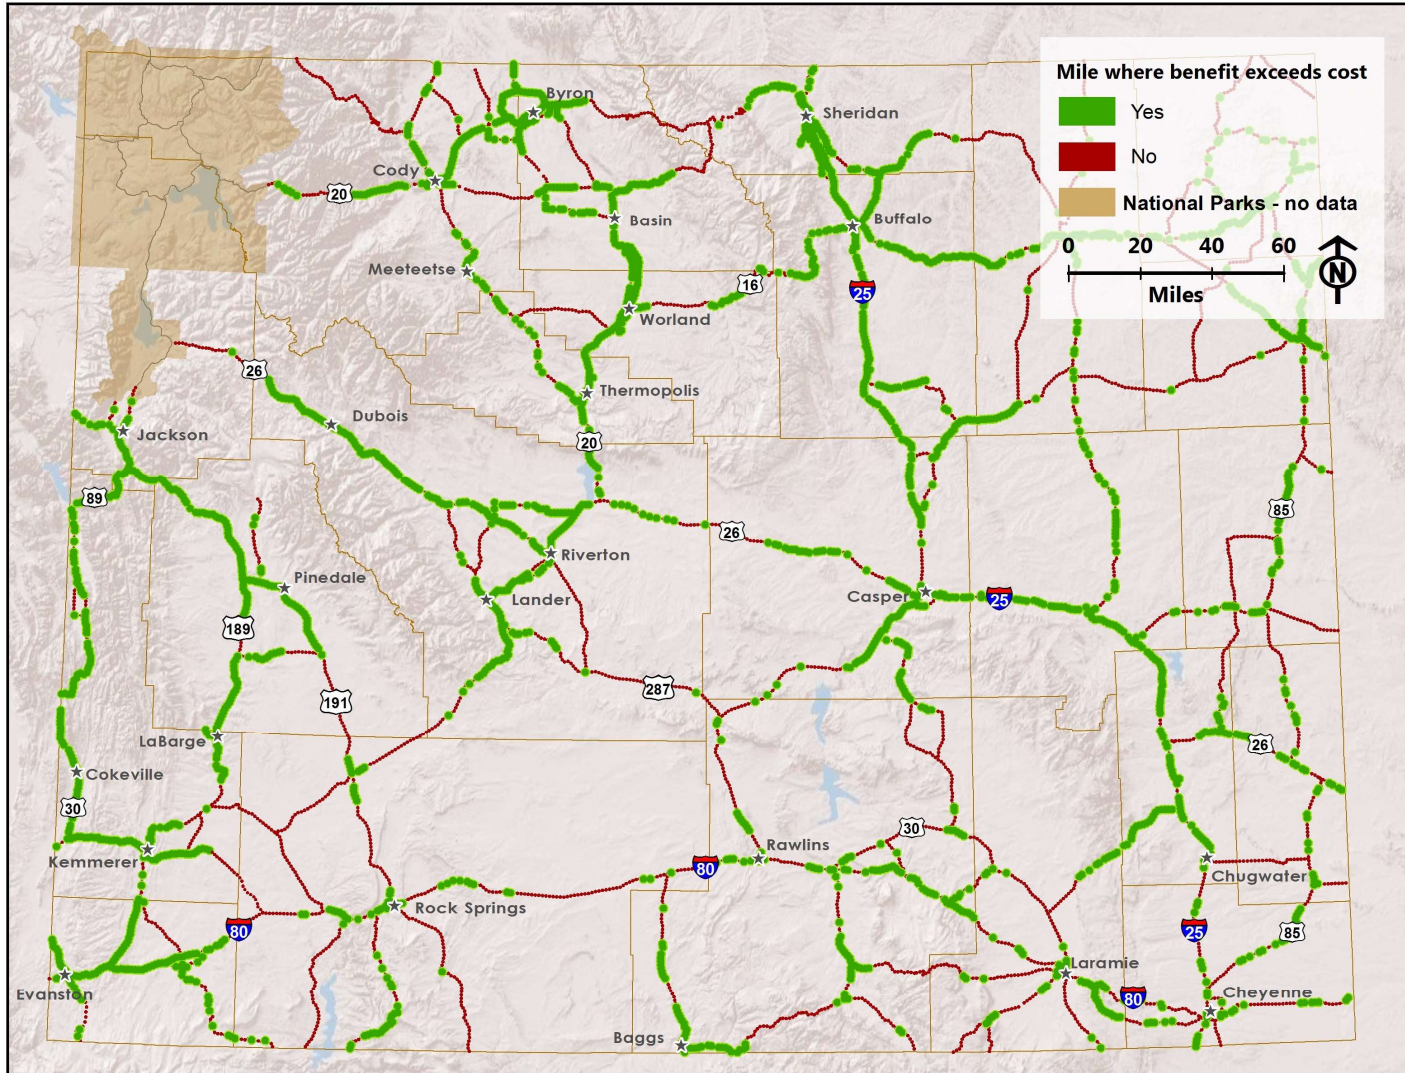 Mile where benefit exceeds cost
Yes
No
National Parks - no data
0 20 40 60
Miles
N
Byron
Sheridan
Cody
20
Basin
Buffalo
Meeteetse
16
25
Worland
26
Thermopolis
Dubois
Jackson
20
89
85
26
Riverton
Pinedale
Lander
Casper
25
189
287
191
LaBarge
26
Cokeville
30
30
Rawlins
Kemmerer
80
Chugwater
Rock Springs
80
25
85
Laramie
Evanston
80
Cheyenne
Baggs